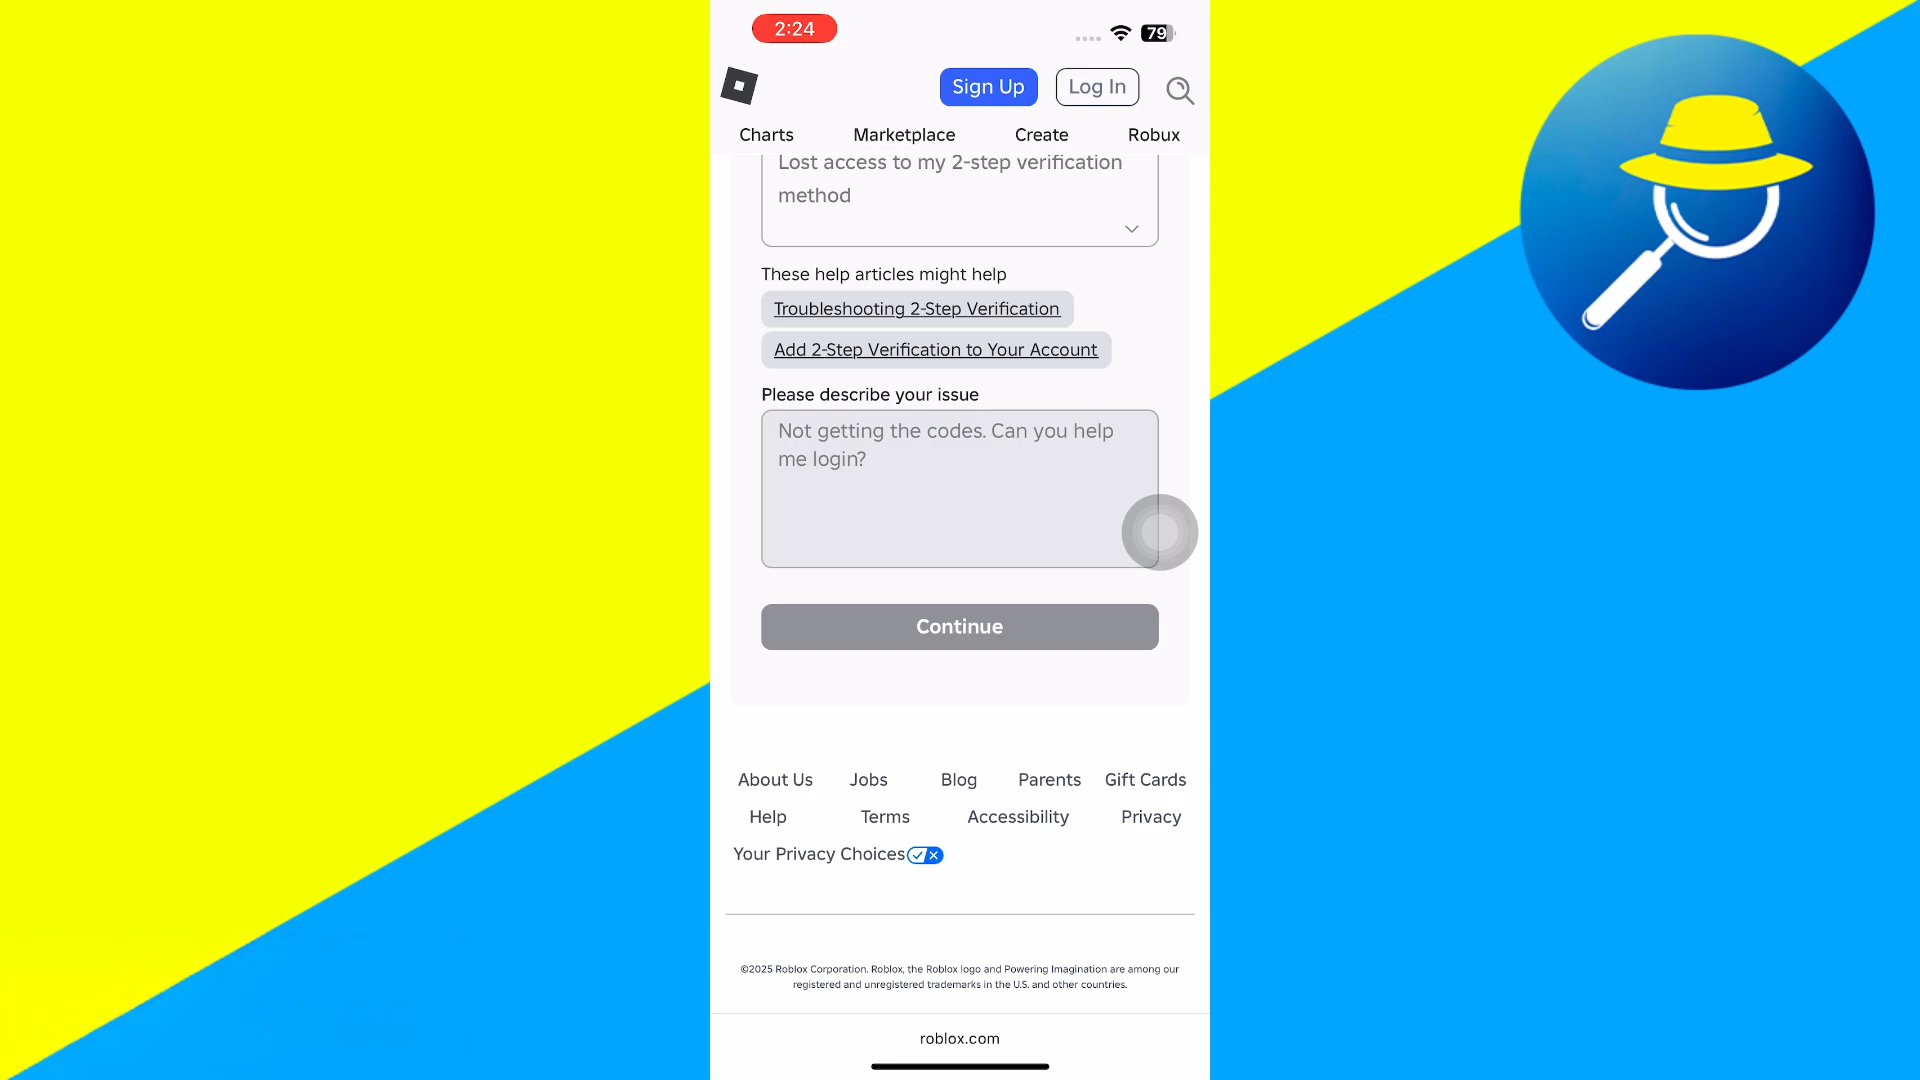 2:24
79
Sign Up
Log In
Charts Marketplace Create Robux
Lost access to my 2-step verification
method
These help articles might help
Troubleshooting 2-Step Verification
Add 2-Step Verification to Your Account
Please describe your issue
Not getting the codes. Can you help
me login?
Continue
About Us Jobs Blog Parents Gift Cards
Help Terms Accessibility Privacy
Your Privacy Choices
©2025 Roblox Corporation. Roblox, the Roblox logo and Powering Imagination are among our
registered and unregistered trademarks in the U.S. and other countries.
roblox.com